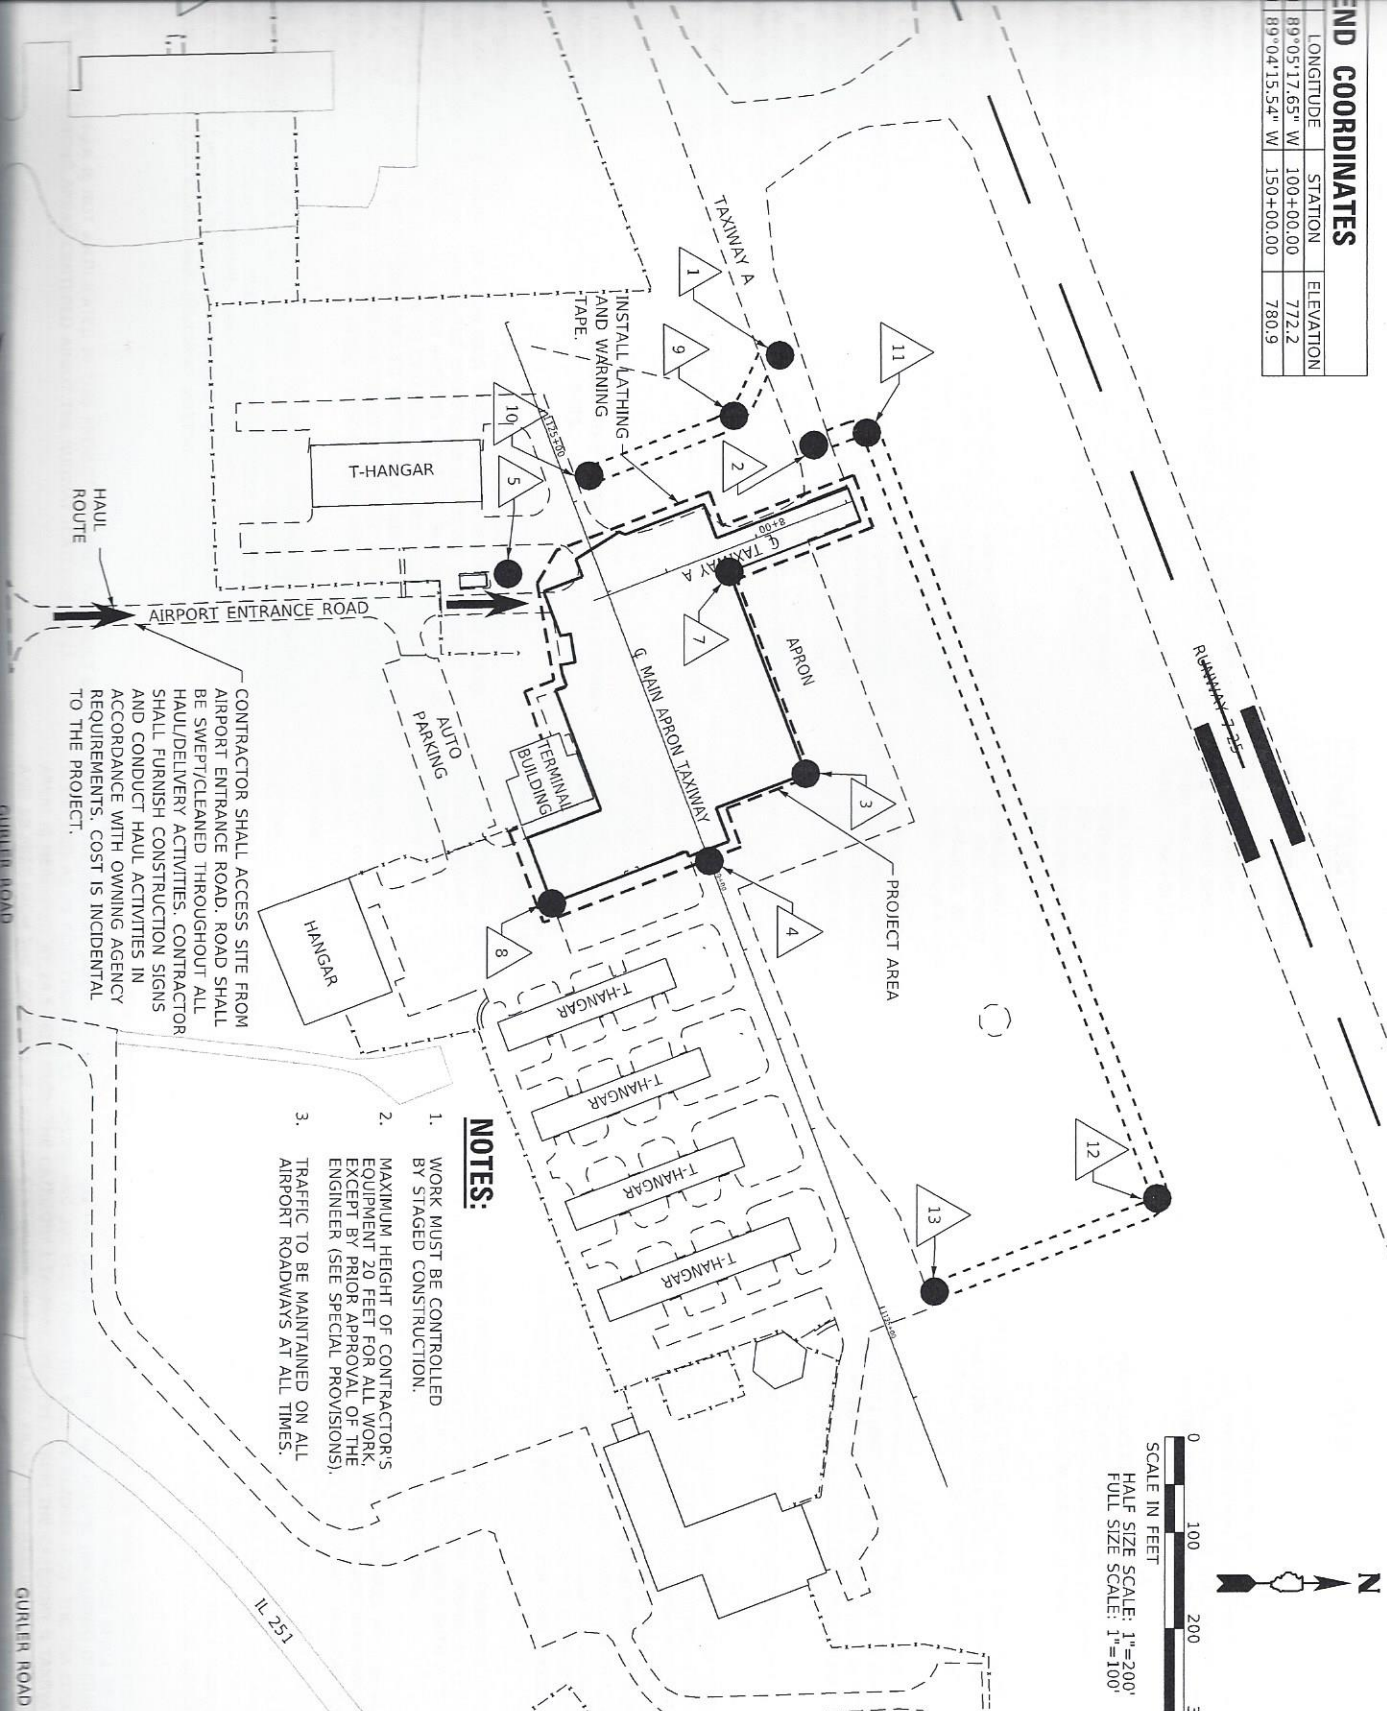 END COORDINATES
LONGITUDE STATION ELEVATION
89°05'17.65" W 100+00.00 772.2
89°04'15.54" W 150+00.00 780.9
N
0 100 200
SCALE IN FEET
HALF SIZE SCALE: 1"=200'
FULL SIZE SCALE: 1"=100'
RUNWAY 7-25
TAXIWAY A
1
9
11
2
10
5
7
3
4
8
12
13
INSTALL LATHING
AND WARNING
TAPE.
1125+00
8+00
℄ TAXIWAY A
APRON
℄ MAIN APRON TAXIWAY
PROJECT AREA
1175+00
T-HANGAR
HAUL
ROUTE
AIRPORT ENTRANCE ROAD
AUTO
PARKING
TERMINAL
BUILDING
HANGAR
T-HANGAR
T-HANGAR
T-HANGAR
T-HANGAR
CONTRACTOR SHALL ACCESS SITE FROM
AIRPORT ENTRANCE ROAD. ROAD SHALL
BE SWEPT/CLEANED THROUGHOUT ALL
HAUL/DELIVERY ACTIVITIES. CONTRACTOR
SHALL FURNISH CONSTRUCTION SIGNS
AND CONDUCT HAUL ACTIVITIES IN
ACCORDANCE WITH OWNING AGENCY
REQUIREMENTS. COST IS INCIDENTAL
TO THE PROJECT.
NOTES:
1. WORK MUST BE CONTROLLED
BY STAGED CONSTRUCTION.
2. MAXIMUM HEIGHT OF CONTRACTOR'S
EQUIPMENT 20 FEET FOR ALL WORK,
EXCEPT BY PRIOR APPROVAL OF THE
ENGINEER (SEE SPECIAL PROVISIONS).
3. TRAFFIC TO BE MAINTAINED ON ALL
AIRPORT ROADWAYS AT ALL TIMES.
IL 251
GURLER ROAD
GURLER ROAD